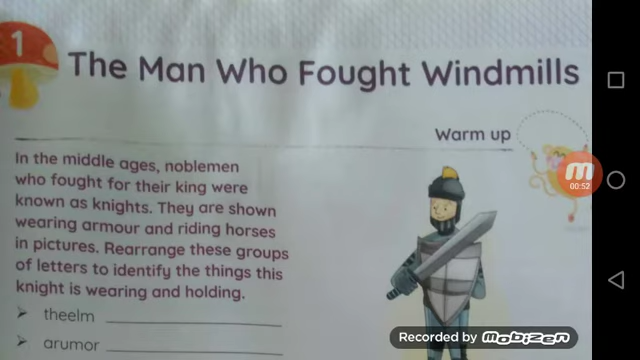 1
The Man Who Fought Windmills
Warm up
In the middle ages, noblemen
who fought for their king were
known as knights. They are shown
wearing armour and riding horses
in pictures. Rearrange these groups
of letters to identify the things this
knight is wearing and holding.
theelm
arumor
00:52
Recorded by Mobizen